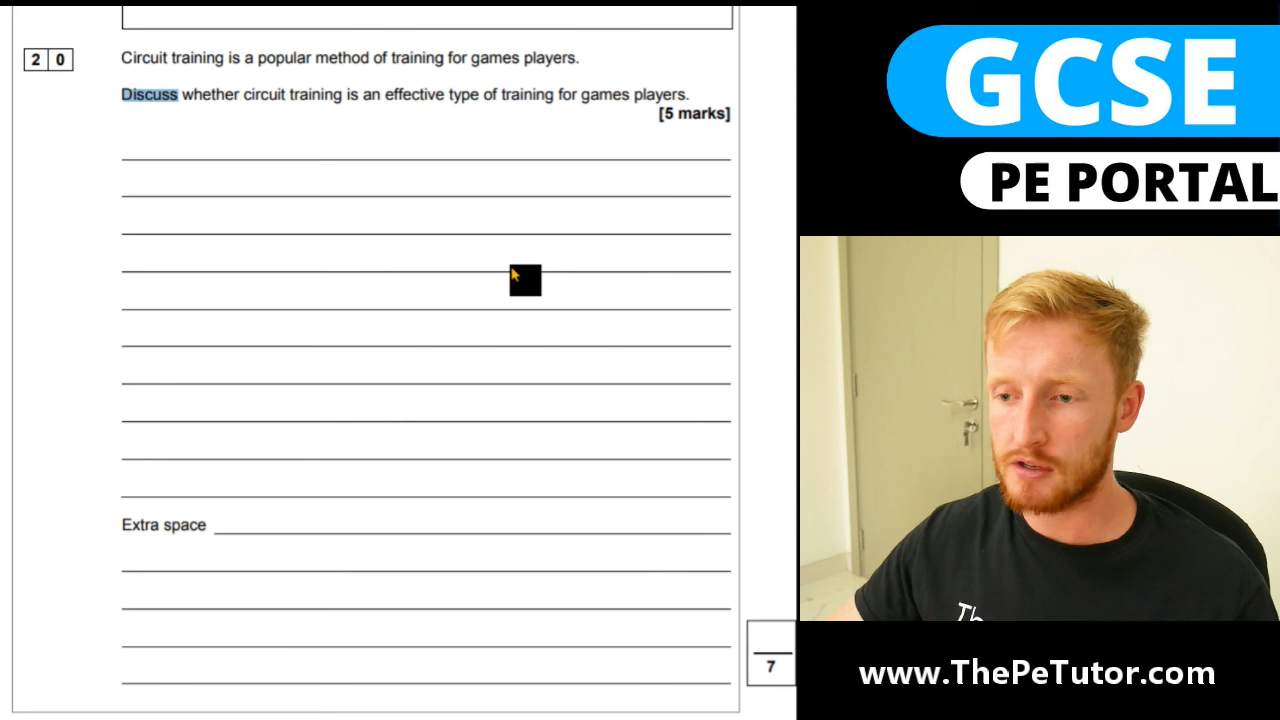 2 0
Circuit training is a popular method of training for games players.
Discuss whether circuit training is an effective type of training for games players.
[5 marks]
Extra space
7
GCSE
PE PORTAL
Th
www.ThePeTutor.com